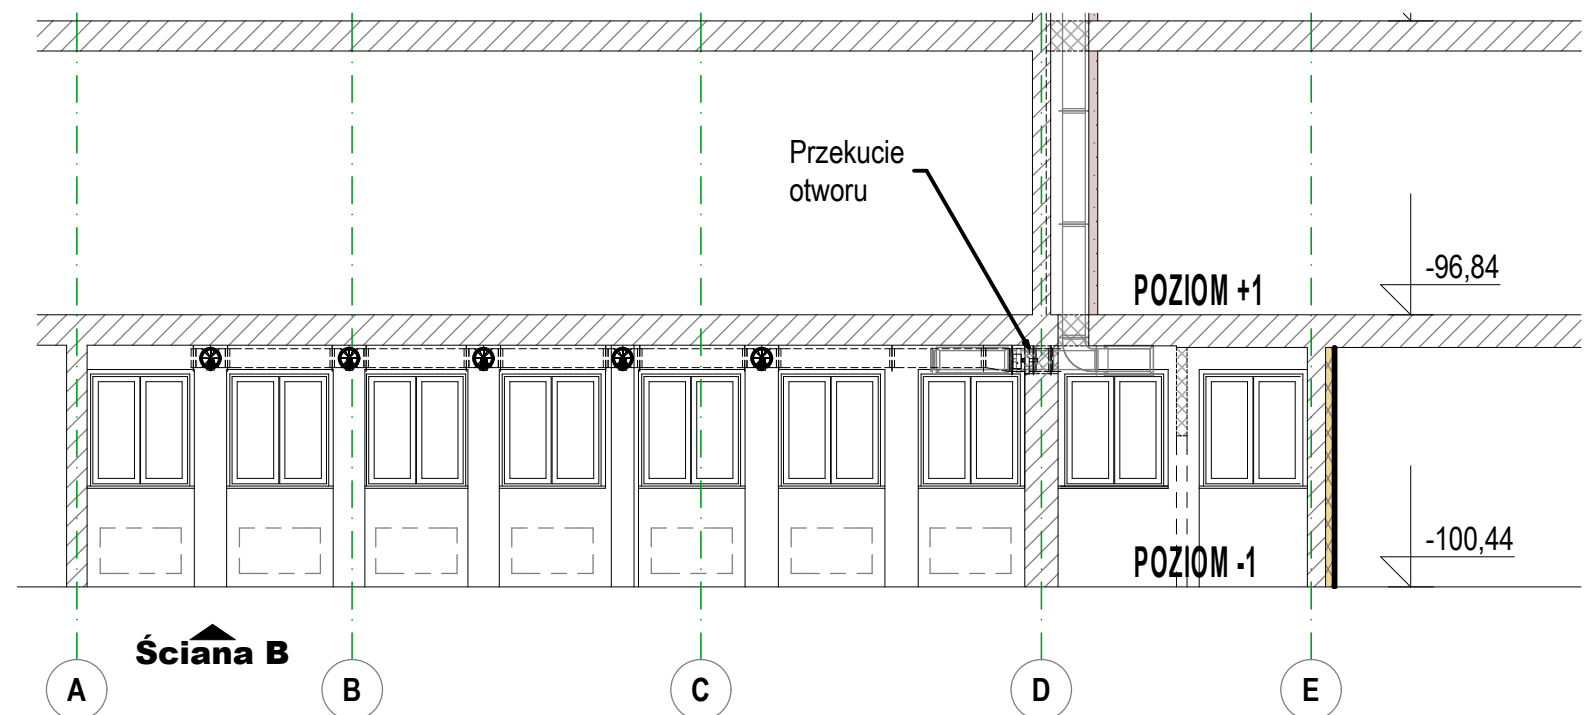 Przekucie
otworu
POZIOM +1
-96,84
-100,44
POZIOM -1
Ściana B
A
B
C
D
E